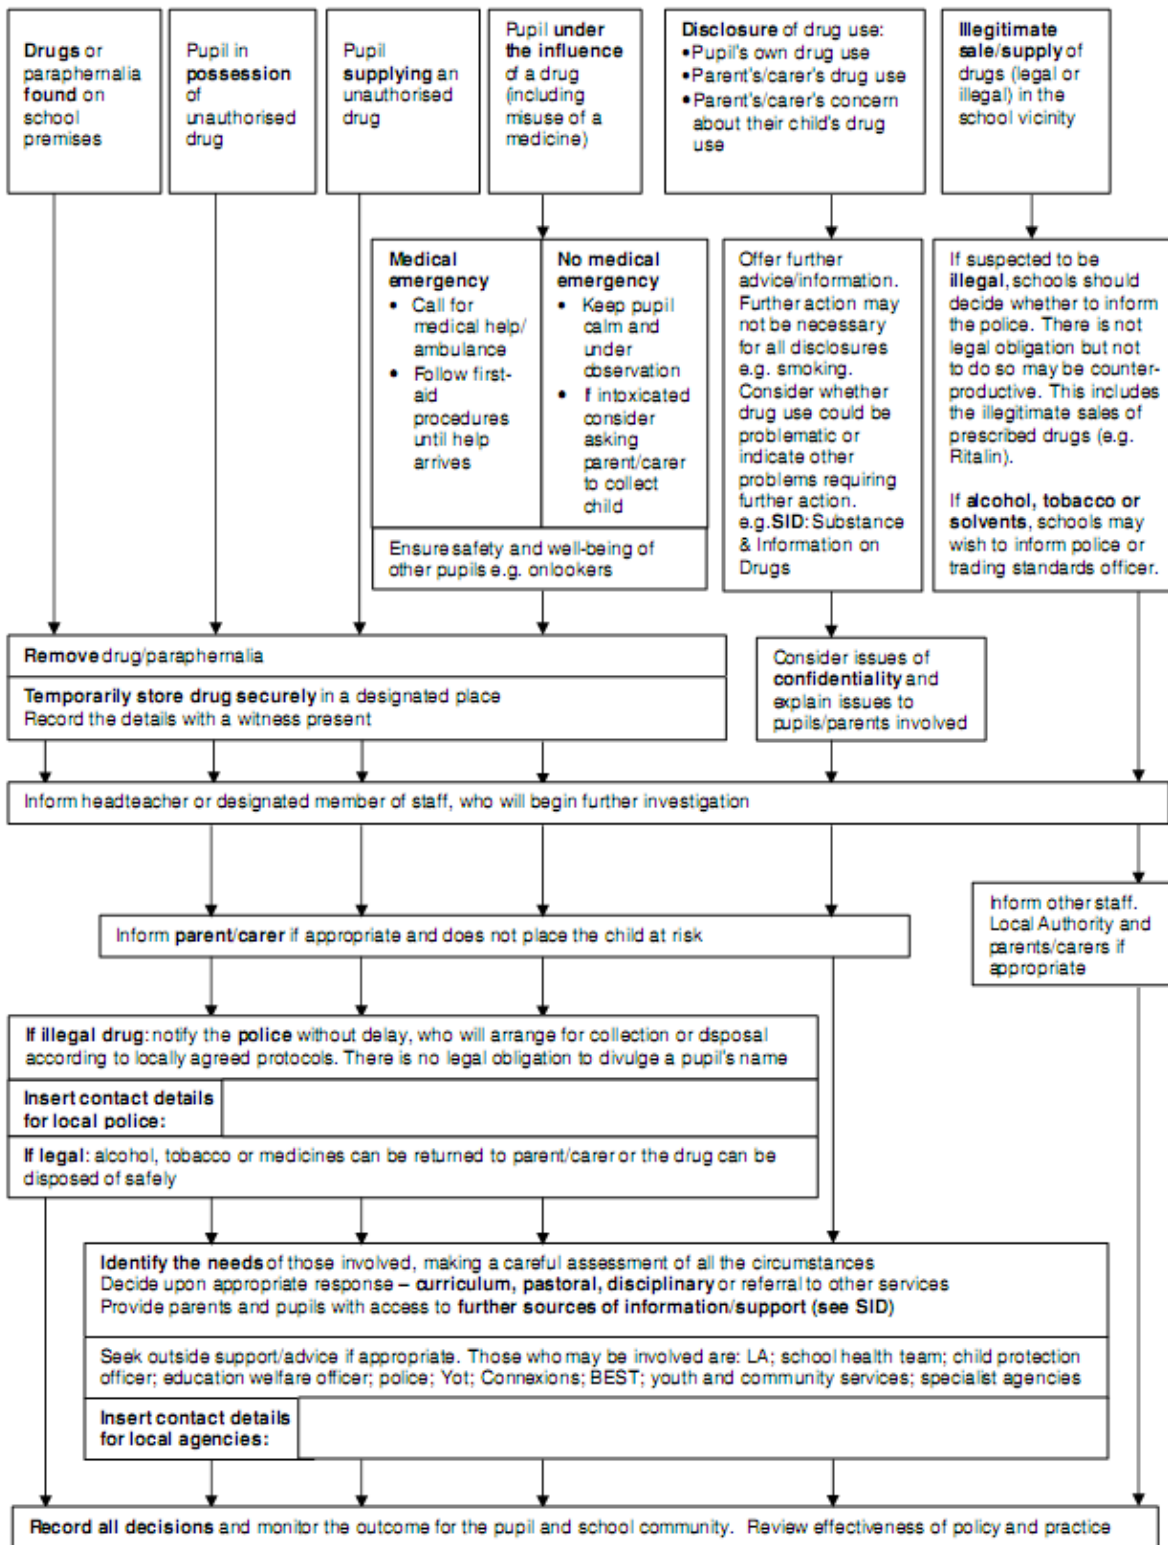 Drugs or
paraphernalia
found on
school
premises
Pupil in
possession
of
unauthorised
drug
Pupil
supplying an
unauthorised
drug
Pupil under
the influence
of a drug
(including
misuse of a
medicine)
Disclosure of drug use:
•Pupil's own drug use
•Parent's/carer's drug use
•Parent's/carer's concern
about their child's drug
use
Illegitimate
sale/supply of
drugs (legal or
illegal) in the
school vicinity
Medical
emergency
• Call for
medical help/
ambulance
• Follow first-
aid
procedures
until help
arrives
No medical
emergency
• Keep pupil
calm and
under
observation
• If intoxicated
consider
asking
parent/carer
to collect
child
Ensure safety and well-being of
other pupils e.g. onlookers
Offer further
advice/information.
Further action may
not be necessary
for all disclosures
e.g. smoking.
Consider whether
drug use could be
problematic or
indicate other
problems requiring
further action.
e.g.SID: Substance
& Information on
Drugs
If suspected to be
illegal, schools should
decide whether to inform
the police. There is not
legal obligation but not
to do so may be counter-
productive. This includes
the illegitimate sales of
prescribed drugs (e.g.
Ritalin).
If alcohol, tobacco or
solvents, schools may
wish to inform police or
trading standards officer.
Remove drug/paraphernalia
Temporarily store drug securely in a designated place
Record the details with a witness present
Consider issues of
confidentiality and
explain issues to
pupils/parents involved
Inform headteacher or designated member of staff, who will begin further investigation
Inform other staff.
Local Authority and
parents/carers if
appropriate
Inform parent/carer if appropriate and does not place the child at risk
If illegal drug: notify the police without delay, who will arrange for collection or disposal
according to locally agreed protocols. There is no legal obligation to divulge a pupil's name
Insert contact details
for local police:
If legal: alcohol, tobacco or medicines can be returned to parent/carer or the drug can be
disposed of safely
Identify the needs of those involved, making a careful assessment of all the circumstances
Decide upon appropriate response – curriculum, pastoral, disciplinary or referral to other services
Provide parents and pupils with access to further sources of information/support (see SID)
Seek outside support/advice if appropriate. Those who may be involved are: LA; school health team; child protection
officer; education welfare officer; police; Yot; Connexions; BEST; youth and community services; specialist agencies
Insert contact details
for local agencies:
Record all decisions and monitor the outcome for the pupil and school community. Review effectiveness of policy and practice